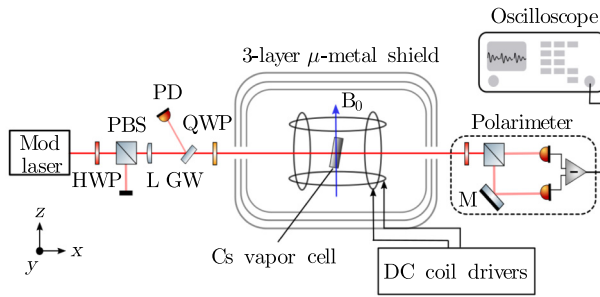 Oscilloscope
3-layer μ-metal shield
PD
B₀
PBS
QWP
Polarimeter
Mod
laser
HWP
L
GW
M
z
x
y
Cs vapor cell
DC coil drivers